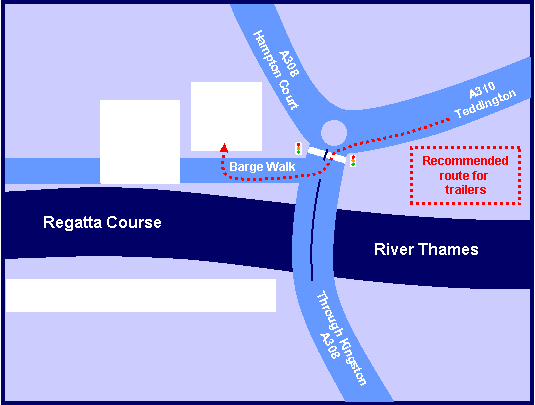 A308
Hampton Court
A310
Teddington
Barge Walk
Recommended
route for
trailers
Regatta Course
River Thames
Through Kingston
A308